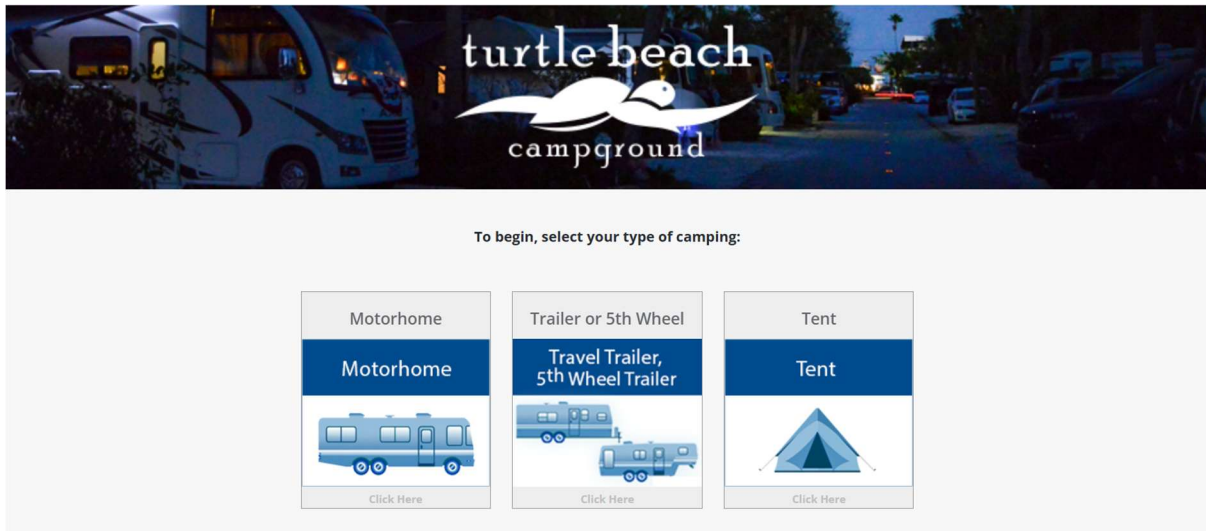 turtle beach
campground
To begin, select your type of camping:
Motorhome
Motorhome
Click Here
Trailer or 5th Wheel
Travel Trailer,
5th Wheel Trailer
Click Here
Tent
Tent
Click Here